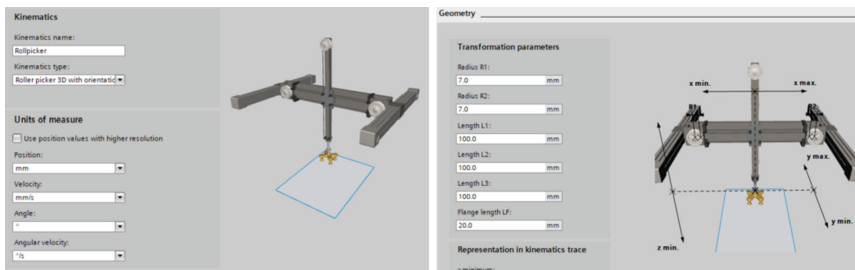 Kinematics
Kinematics name:
Rollpicker
Kinematics type:
Roller picker 3D with orientatic
Units of measure
Use position values with higher resolution
Position:
mm
Velocity:
mm/s
Angle:
°
Angular velocity:
°/s
Geometry
Transformation parameters
Radius R1:
7.0 mm
Radius R2:
7.0 mm
Length L1:
100.0 mm
Length L2:
100.0 mm
Length L3:
100.0 mm
Flange length LF:
20.0 mm
Representation in kinematics trace
x min.
x max.
R1
R2
y max.
y min.
z min.